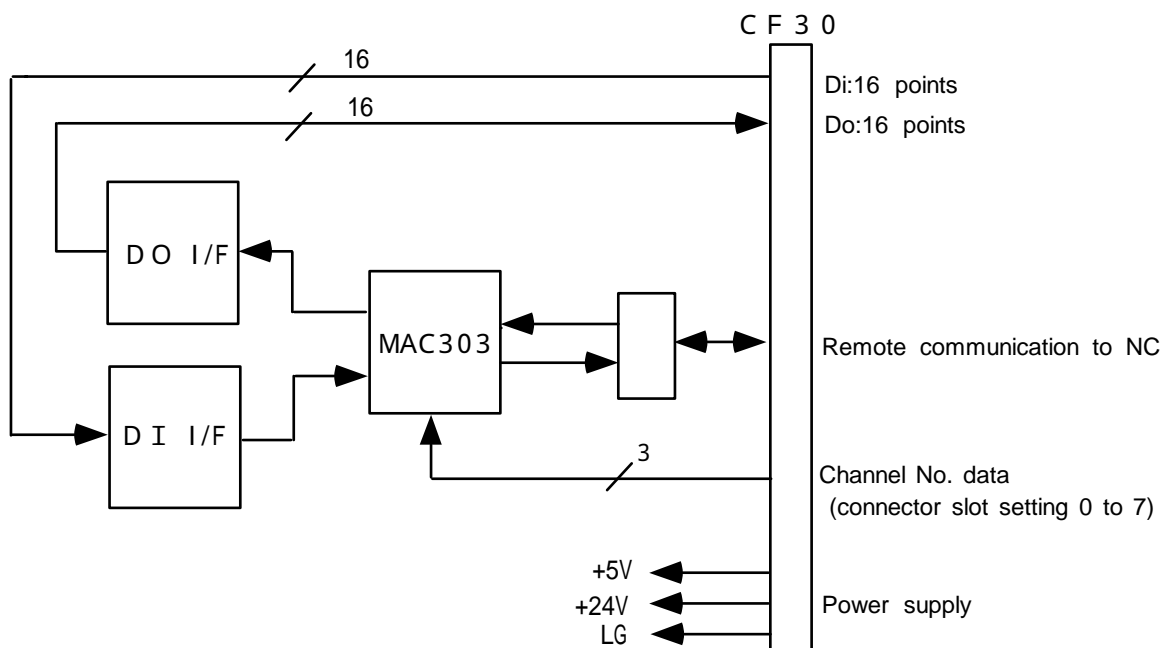 CF30
16
Di:16 points
16
Do:16 points
DO I/F
MAC303
Remote communication to NC
DI I/F
3
Channel No. data
(connector slot setting 0 to 7)
+5V
+24V
Power supply
LG